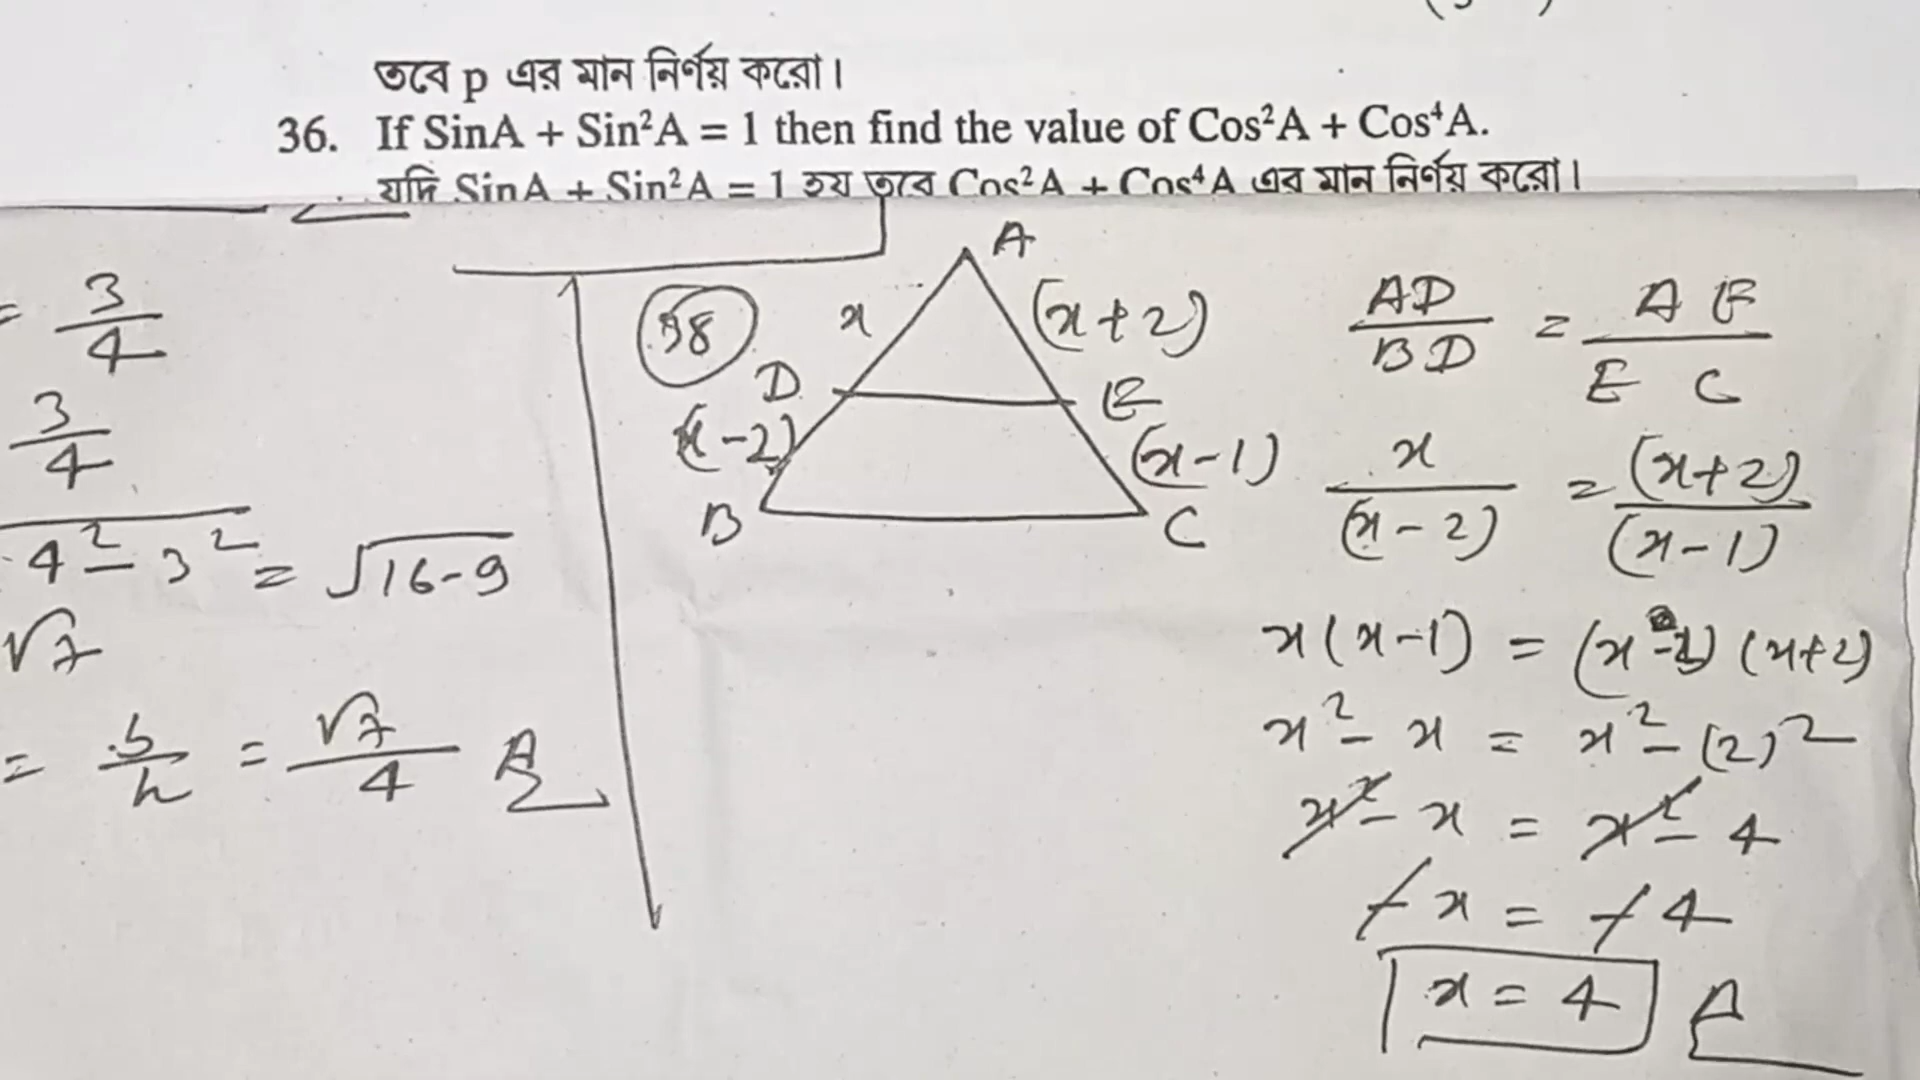 তবে p এর মান নির্ণয় করো।
36. If SinA + Sin²A = 1 then find the value of Cos²A + Cos⁴A.
যদি SinA + Sin²A = 1 হয় তবে Cos²A + Cos⁴A এর মান নির্ণয় করো।
= 3/4
3/4
4² - 3² = √16-9
√7
= b/h = √7/4 A
38
A
x
(x+2)
D
E
(x-2)
(x-1)
B
C
AD/BD = AE/EC
x/(x-2) = (x+2)/(x-1)
x(x-1) = (x-2)(x+2)
x² - x = x² - (2)²
x² - x = x² - 4
-x = -4
x = 4 A